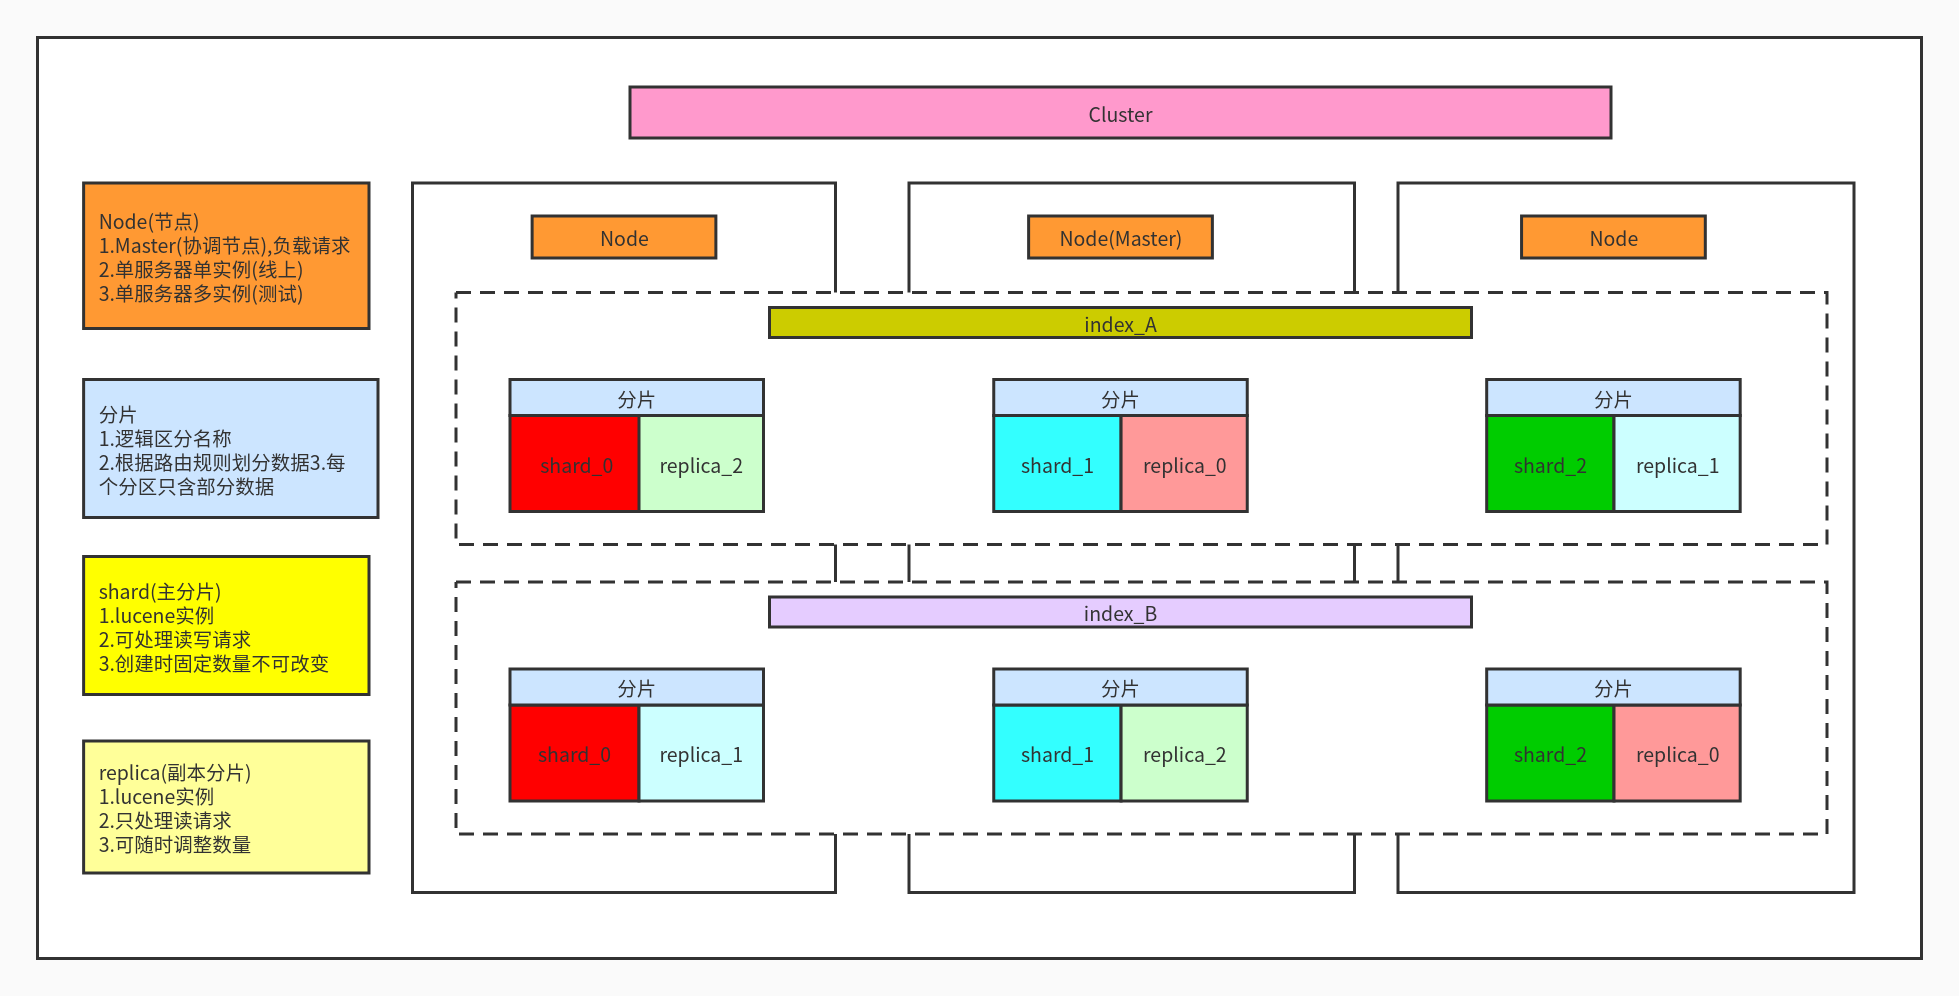 Cluster
Node(节点)
1.Master(协调节点),负载请求
2.单服务器单实例(线上)
3.单服务器多实例(测试)
Node
Node(Master)
Node
index_A
分片
1.逻辑区分名称
2.根据路由规则划分数据3.每
个分区只含部分数据
分片
分片
分片
shard_0
replica_2
shard_1
replica_0
shard_2
replica_1
shard(主分片)
1.lucene实例
2.可处理读写请求
3.创建时固定数量不可改变
index_B
分片
分片
分片
shard_0
replica_1
shard_1
replica_2
shard_2
replica_0
replica(副本分片)
1.lucene实例
2.只处理读请求
3.可随时调整数量